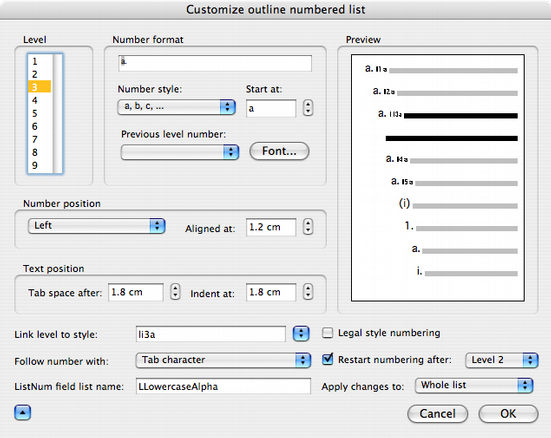 Customize outline numbered list
Level
Number format
Preview
1
2
3
4
5
6
7
8
9
a.
Number style:
Start at:
a, b, c, ...
a
Previous level number:
Font...
a. li1a
a. li2a
a. li3a
a. li4a
a. li5a
(i)
1.
a.
i.
Number position
Left
Aligned at:
1.2 cm
Text position
Tab space after:
1.8 cm
Indent at:
1.8 cm
Link level to style:
li3a
Legal style numbering
Follow number with:
Tab character
Restart numbering after:
Level 2
ListNum field list name:
LLowercaseAlpha
Apply changes to:
Whole list
Cancel
OK